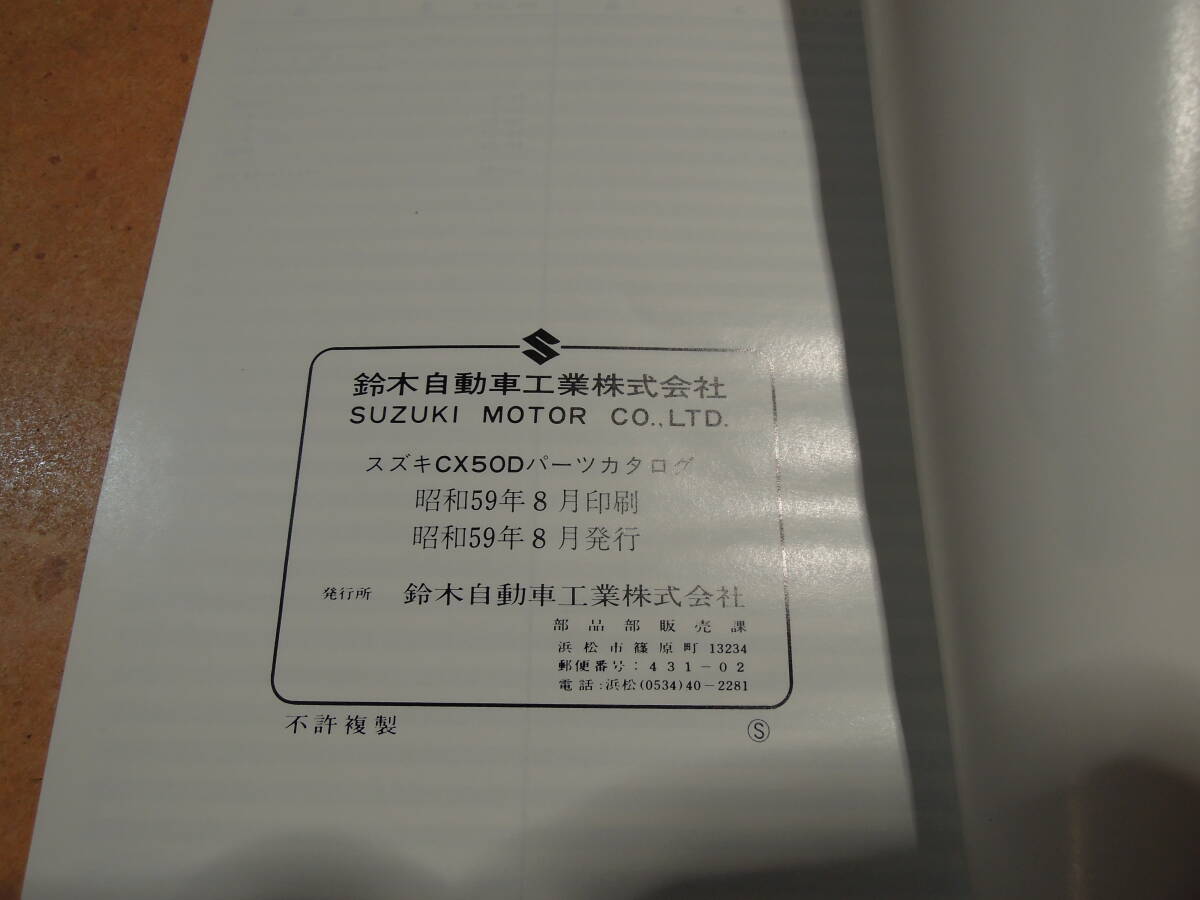 鈴木自動車工業株式会社
SUZUKI MOTOR CO.,LTD.
スズキCX50Dパーツカタログ
昭和59年8月印刷
昭和59年8月発行
発行所 鈴木自動車工業株式会社
部品部販売課
浜松市篠原町13234
郵便番号:431-02
電話:浜松(0534)40-2281
不許複製 Ⓢ